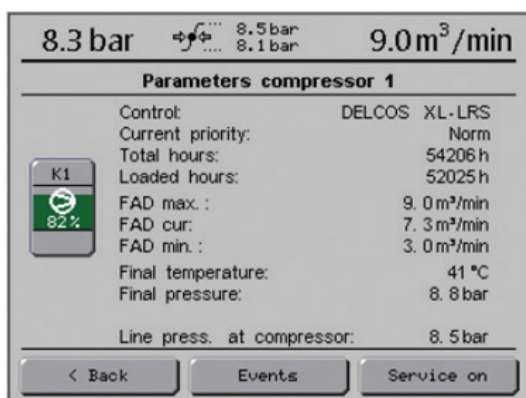 8.3 bar 8.5 bar 8.1 bar 9.0 m³/min
Parameters compressor 1
Control: DELCOS XL-LRS
Current priority: Norm
Total hours: 54206 h
Loaded hours: 52025 h
K1
82%
FAD max. : 9. 0 m³/min
FAD cur: 7. 3 m³/min
FAD min. : 3. 0 m³/min
Final temperature: 41 °C
Final pressure: 8. 8 bar
Line press. at compressor: 8. 5 bar
< Back Events Service on